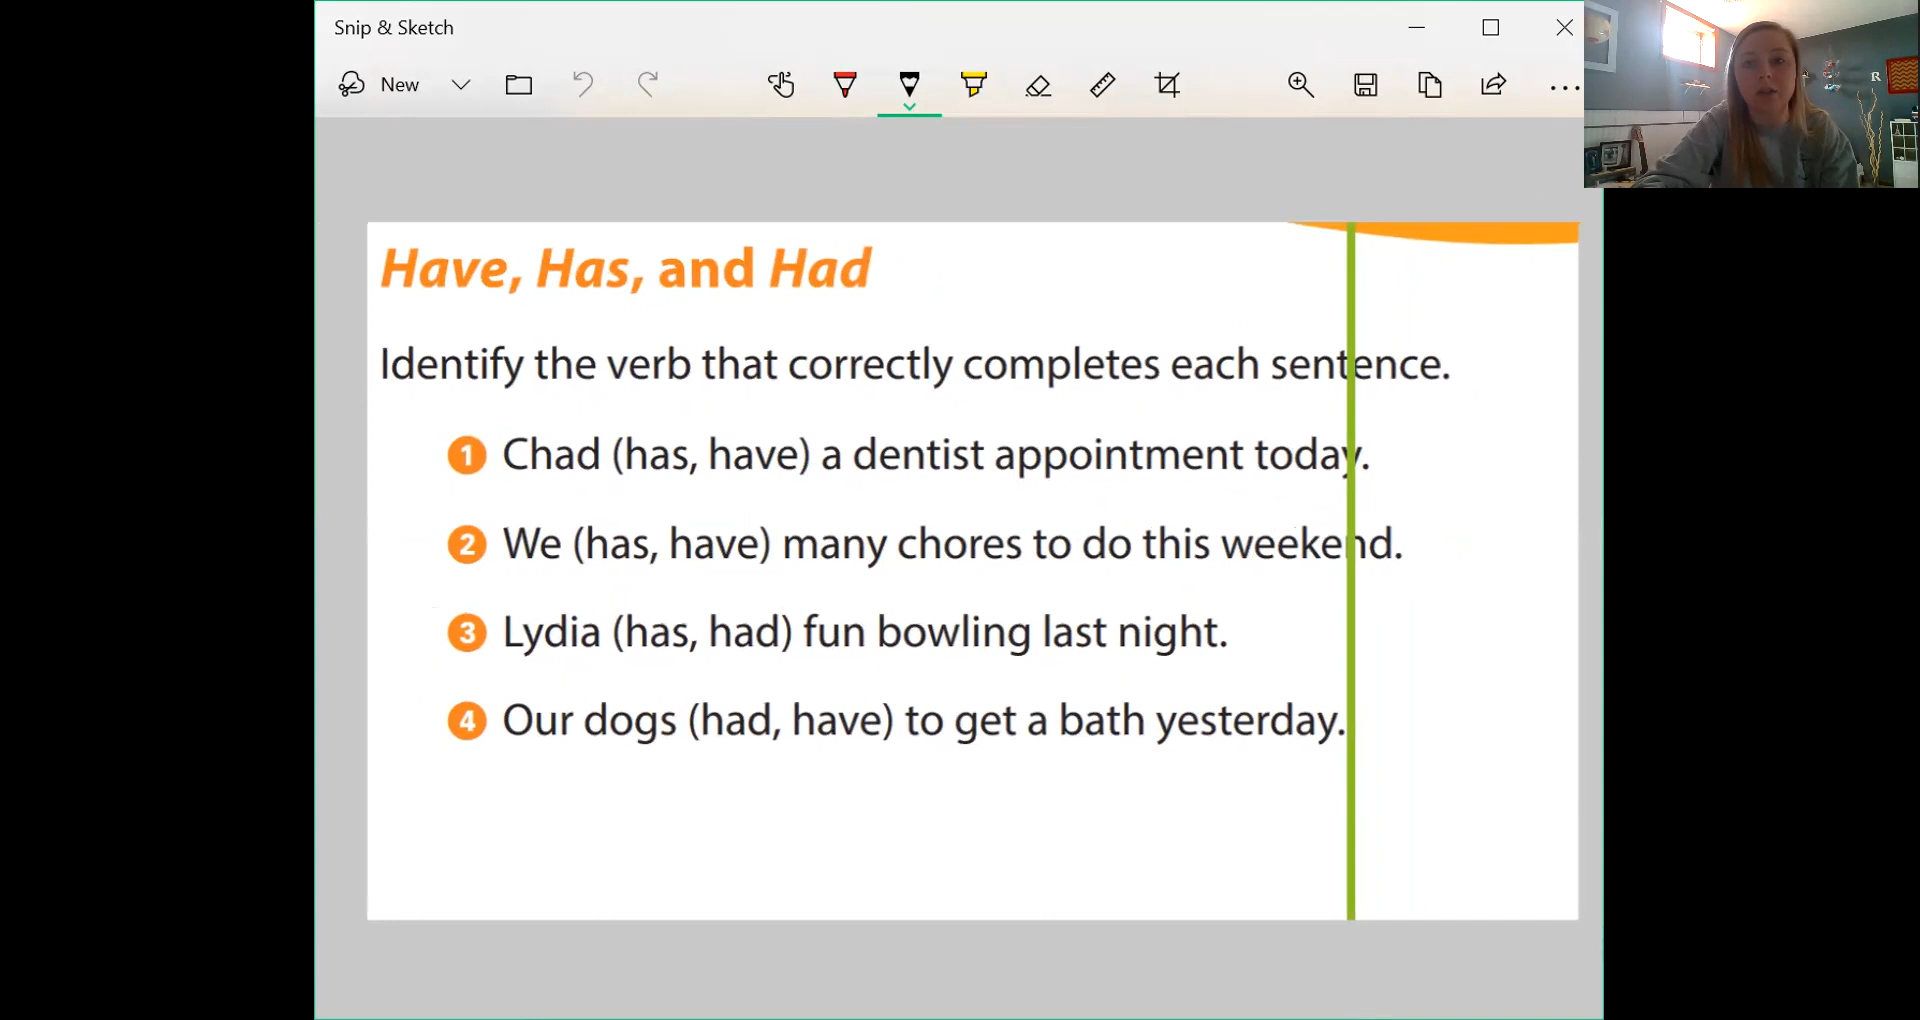 Snip & Sketch
New
Have, Has, and Had
Identify the verb that correctly completes each sentence.
1 Chad (has, have) a dentist appointment today.
2 We (has, have) many chores to do this weekend.
3 Lydia (has, had) fun bowling last night.
4 Our dogs (had, have) to get a bath yesterday.
R